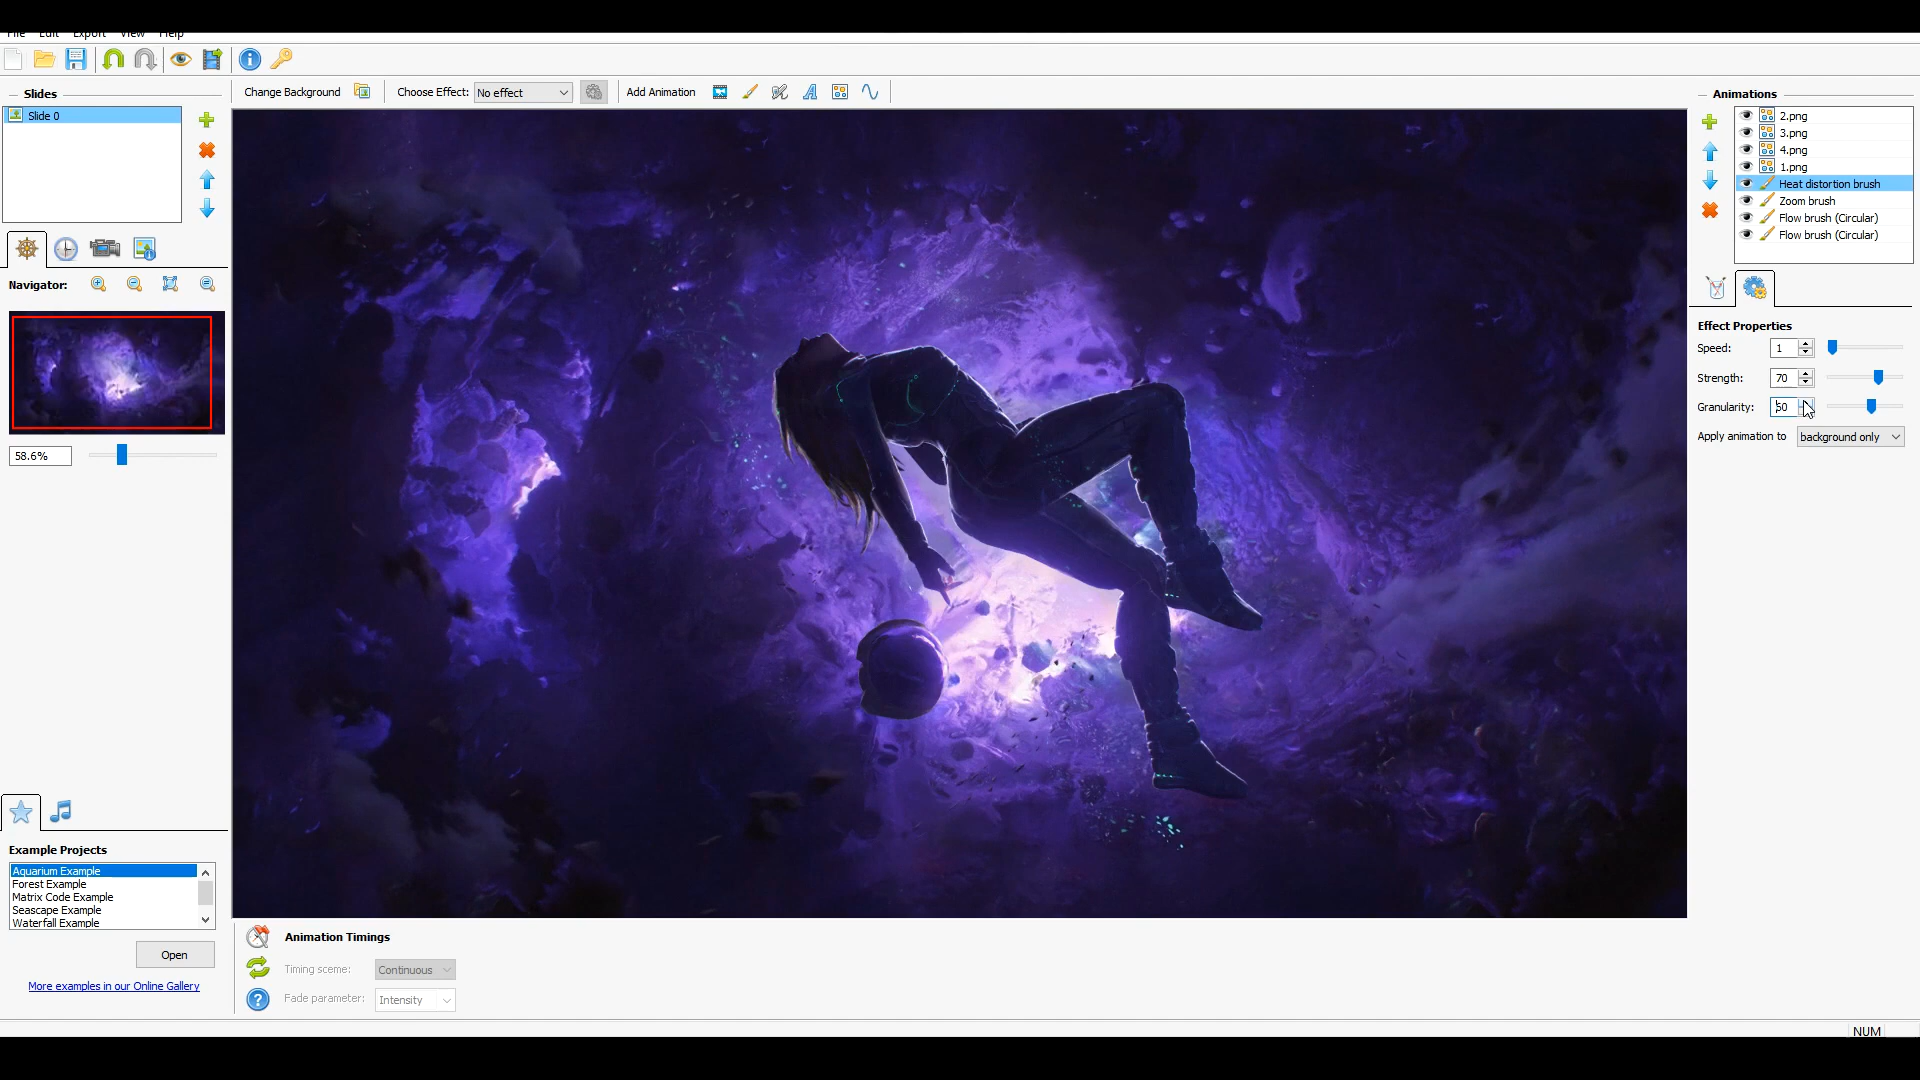 File Edit Export View Help
Slides
Change Background
Choose Effect: No effect
Add Animation
Animations
Slide 0
2.png
3.png
4.png
1.png
Heat distortion brush
Zoom brush
Flow brush (Circular)
Flow brush (Circular)
Navigator:
58.6%
Effect Properties
Speed: 1
Strength: 70
Granularity: 50
Apply animation to background only
Example Projects
Aquarium Example
Forest Example
Matrix Code Example
Seascape Example
Waterfall Example
Open
More examples in our Online Gallery
Animation Timings
Timing sceme: Continuous
Fade parameter: Intensity
NUM